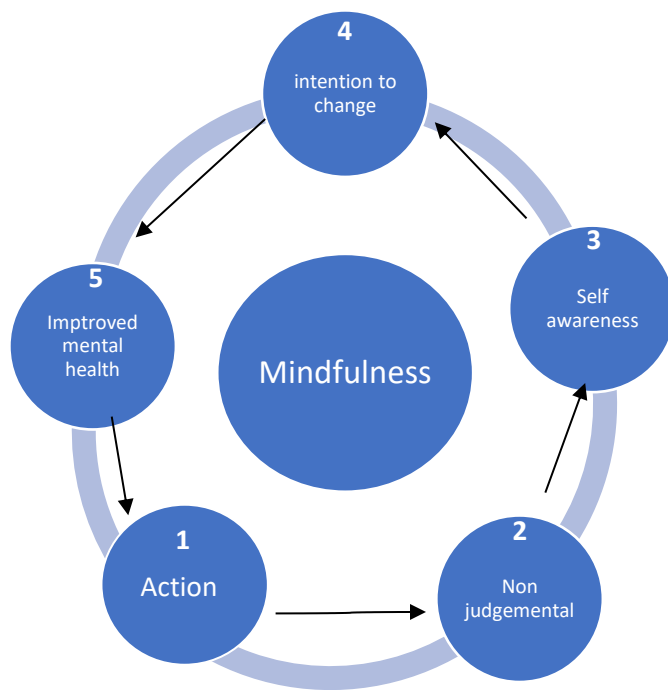 4
intention to
change
3
Self
awareness
5
Imptroved
mental
health
Mindfulness
1
Action
2
Non
judgemental